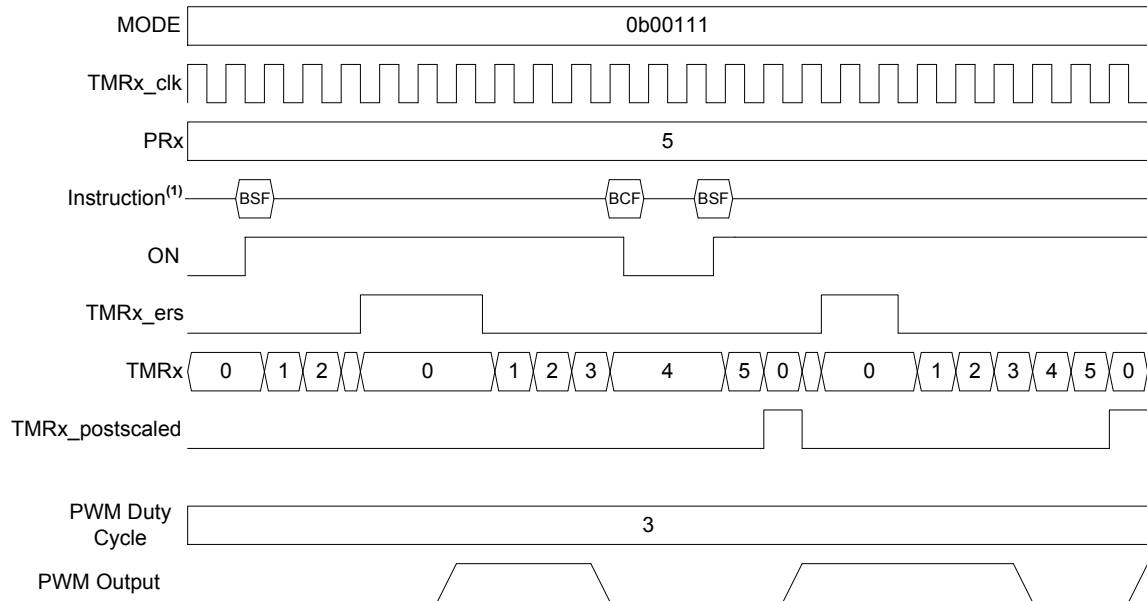 MODE 0b00111
TMRx_clk
PRx 5
Instruction(1) BSF BCF BSF
ON
TMRx_ers
TMRx 0 1 2 0 1 2 3 4 5 0 0 1 2 3 4 5 0
TMRx_postscaled
PWM Duty
Cycle 3
PWM Output